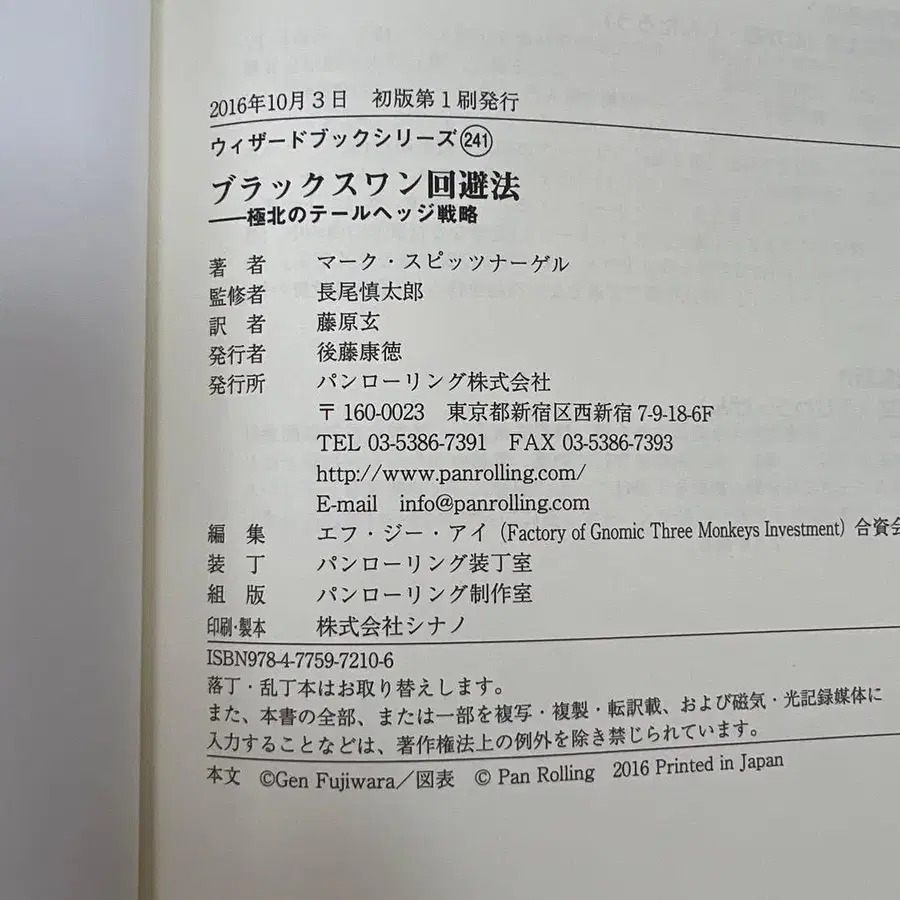 2016年10月3日　初版第1刷発行
ウィザードブックシリーズ㉔①
ブラックスワン回避法
──極北のテールヘッジ戦略
著　者　マーク・スピッツナーゲル
監修者　長尾慎太郎
訳　者　藤原玄
発行者　後藤康徳
発行所　パンローリング株式会社
〒160-0023　東京都新宿区西新宿7-9-18-6F
TEL 03-5386-7391　FAX 03-5386-7393
http://www.panrolling.com/
E-mail　info@panrolling.com
編　集　エフ・ジー・アイ（Factory of Gnomic Three Monkeys Investment）合資会
装　丁　パンローリング装丁室
組　版　パンローリング制作室
印刷・製本　株式会社シナノ
ISBN978-4-7759-7210-6
落丁・乱丁本はお取り替えします。
また、本書の全部、または一部を複写・複製・転訳載、および磁気・光記録媒体に
入力することなどは、著作権法上の例外を除き禁じられています。
本文　©Gen Fujiwara／図表　© Pan Rolling　2016 Printed in Japan